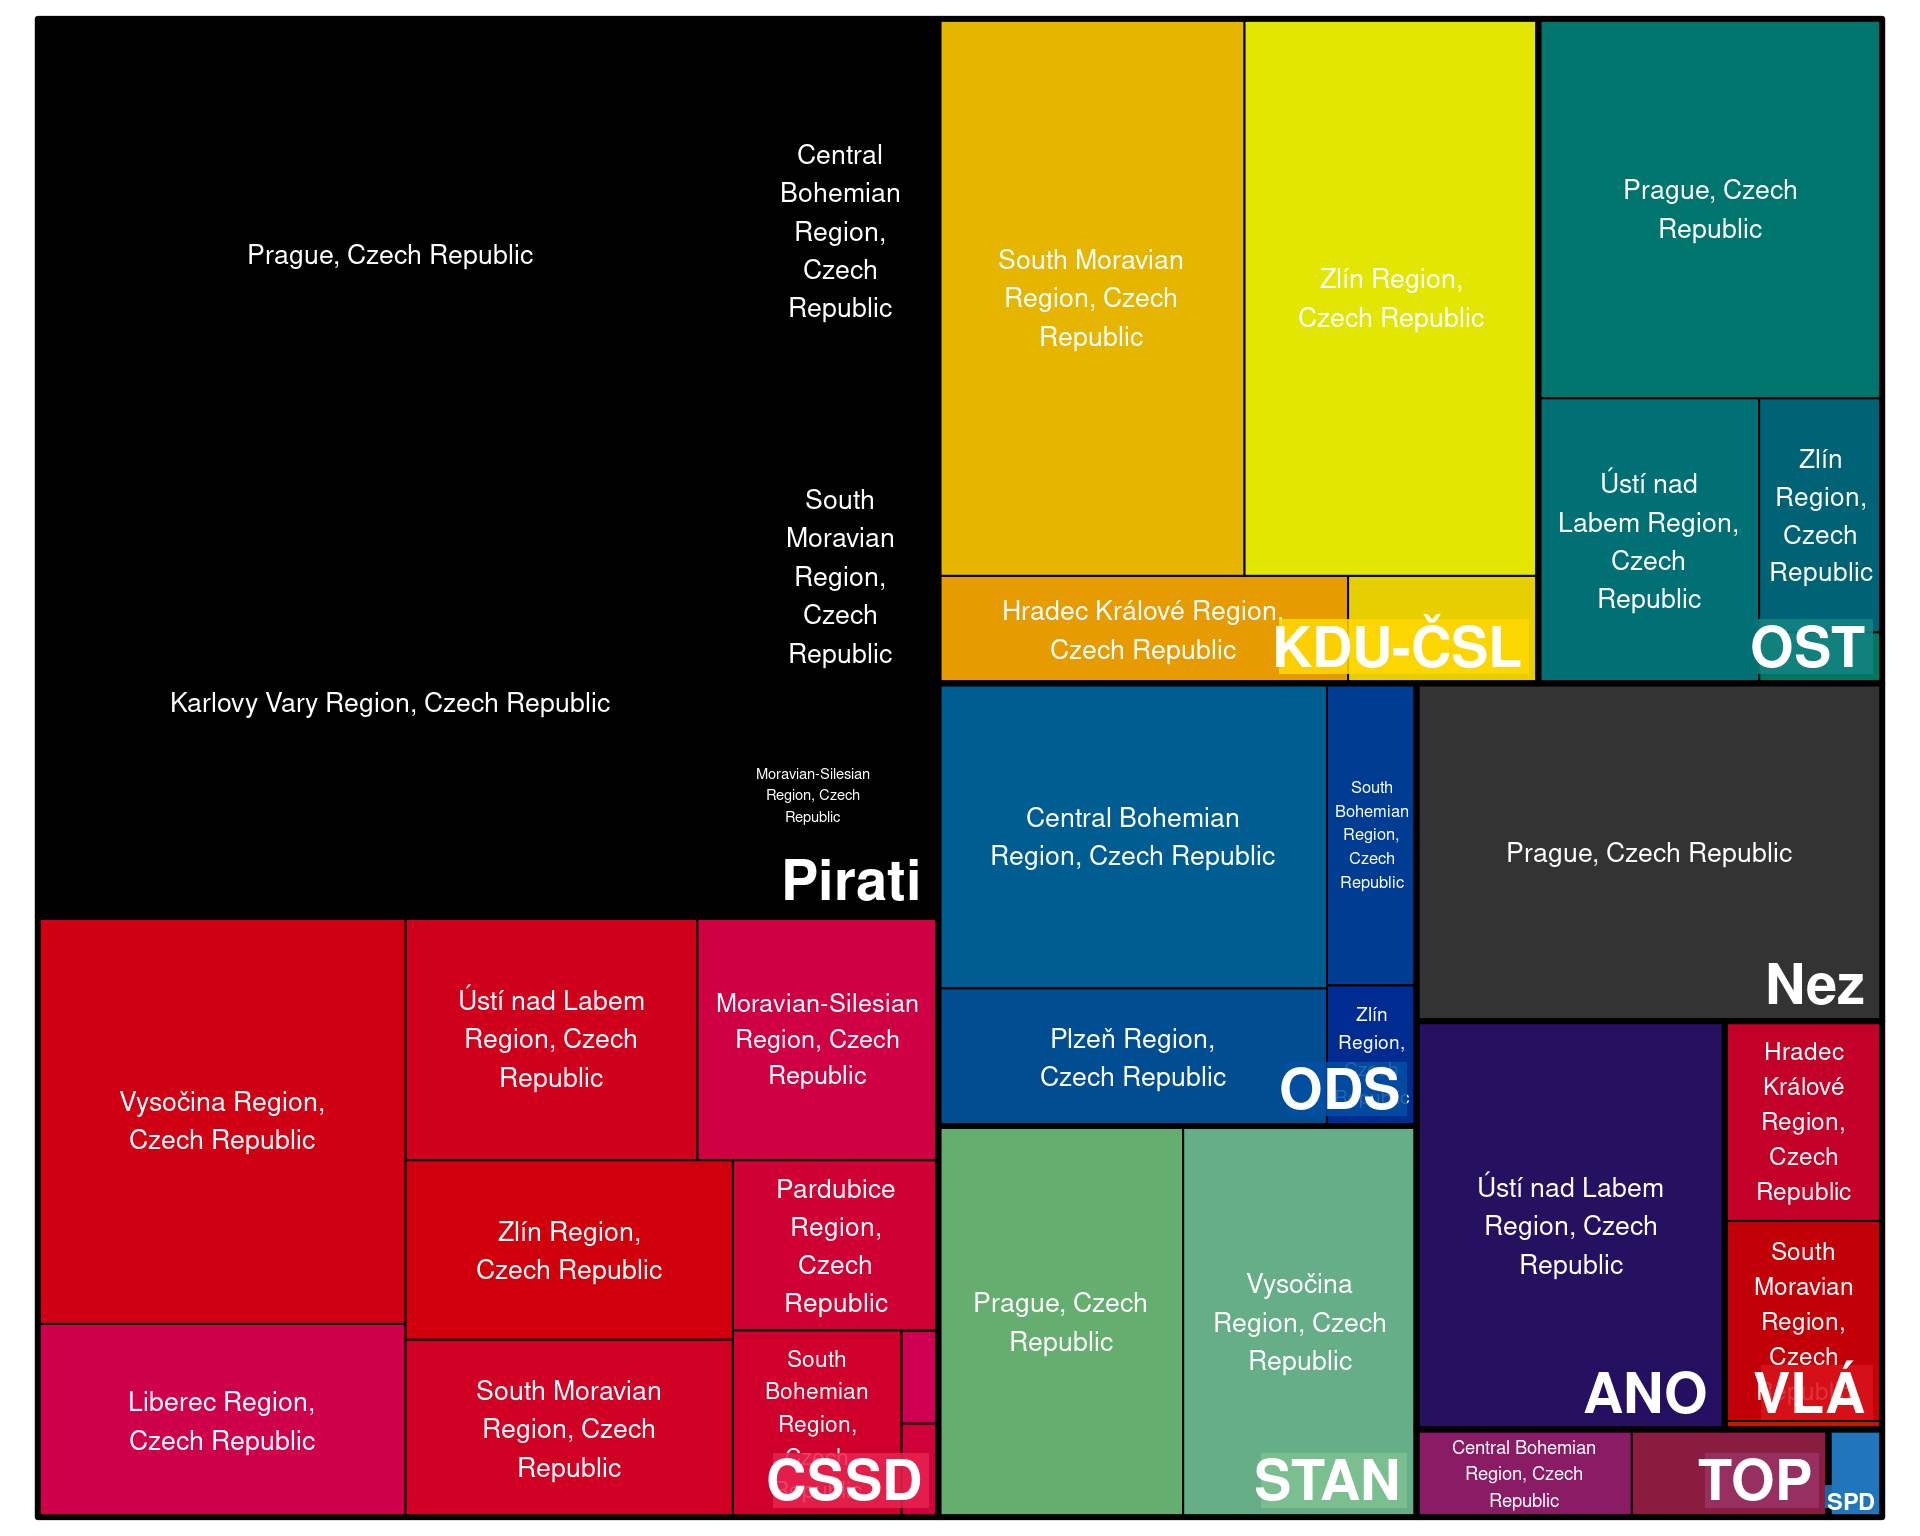 Prague, Czech Republic
Central
Bohemian
Region,
Czech
Republic
South
Moravian
Region,
Czech
Republic
Karlovy Vary Region, Czech Republic
Moravian-Silesian
Region, Czech
Republic
Pirati
South Moravian
Region, Czech
Republic
Zlín Region,
Czech Republic
Hradec Králové Region,
Czech Republic
KDU-ČSL
Prague, Czech
Republic
Ústí nad
Labem Region,
Czech
Republic
Zlín
Region,
Czech
Republic
OST
Central Bohemian
Region, Czech Republic
South
Bohemian
Region,
Czech
Republic
Plzeň Region,
Czech Republic
Zlín
Region,
Czech
Republic
ODS
Prague, Czech Republic
Nez
Vysočina Region,
Czech Republic
Ústí nad Labem
Region, Czech
Republic
Moravian-Silesian
Region, Czech
Republic
Zlín Region,
Czech Republic
Pardubice
Region,
Czech
Republic
Liberec Region,
Czech Republic
South Moravian
Region, Czech
Republic
South
Bohemian
Region,
Czech
Republic
CSSD
Prague, Czech
Republic
Vysočina
Region, Czech
Republic
STAN
Ústí nad Labem
Region, Czech
Republic
ANO
Hradec
Králové
Region,
Czech
Republic
South
Moravian
Region,
Czech
Republic
VLÁ
Central Bohemian
Region, Czech
Republic
TOP
SPD